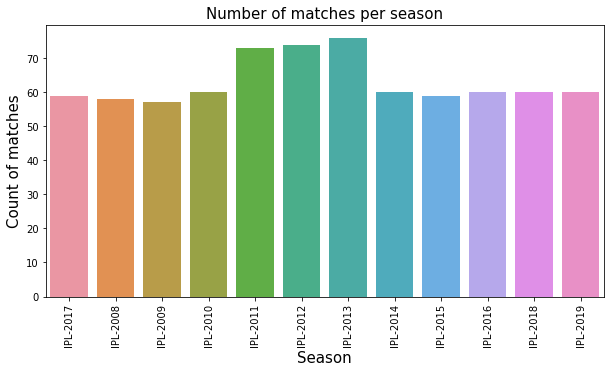 Number of matches per season
Count of matches
70
60
50
40
30
20
10
0
IPL-2017
IPL-2008
IPL-2009
IPL-2010
IPL-2011
IPL-2012
IPL-2013
IPL-2014
IPL-2015
IPL-2016
IPL-2018
IPL-2019
Season